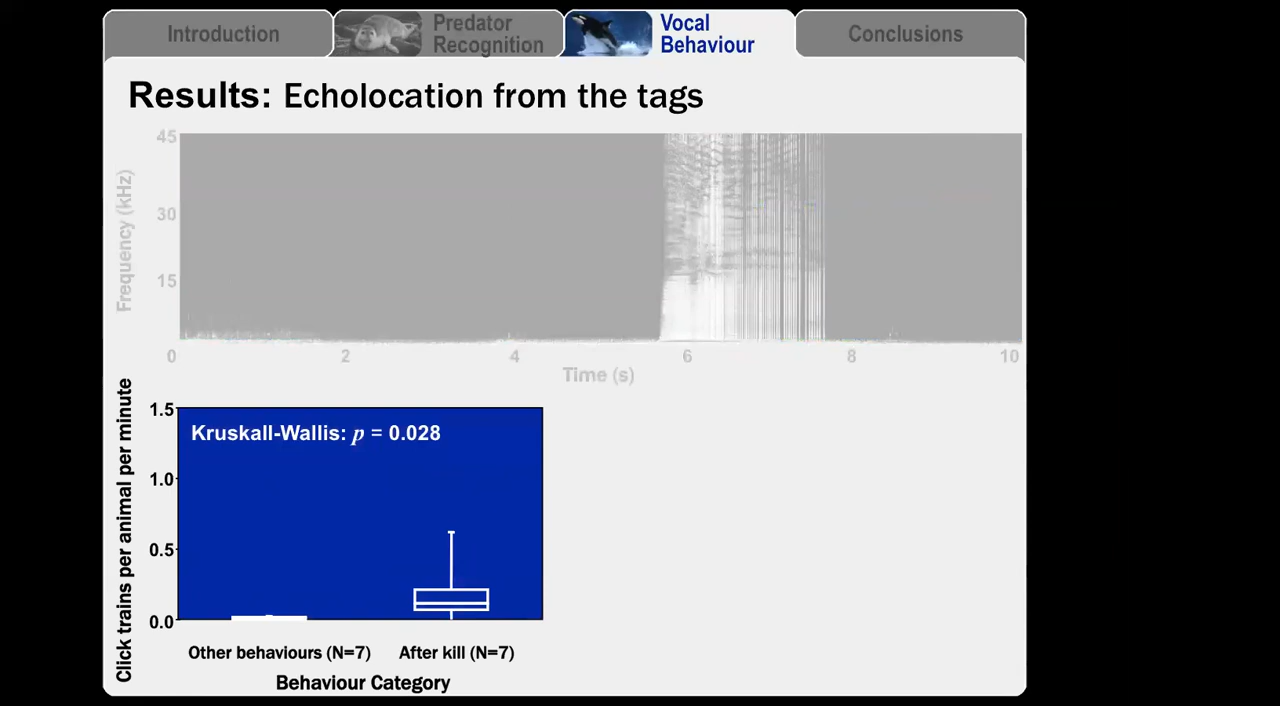 Introduction
Predator
Recognition
Vocal
Behaviour
Conclusions
Results: Echolocation from the tags
45
30
15
Frequency (kHz)
0 2 4 6 8 10
Time (s)
Click trains per animal per minute
1.5
1.0
0.5
0.0
Kruskall-Wallis: p = 0.028
Other behaviours (N=7) After kill (N=7)
Behaviour Category